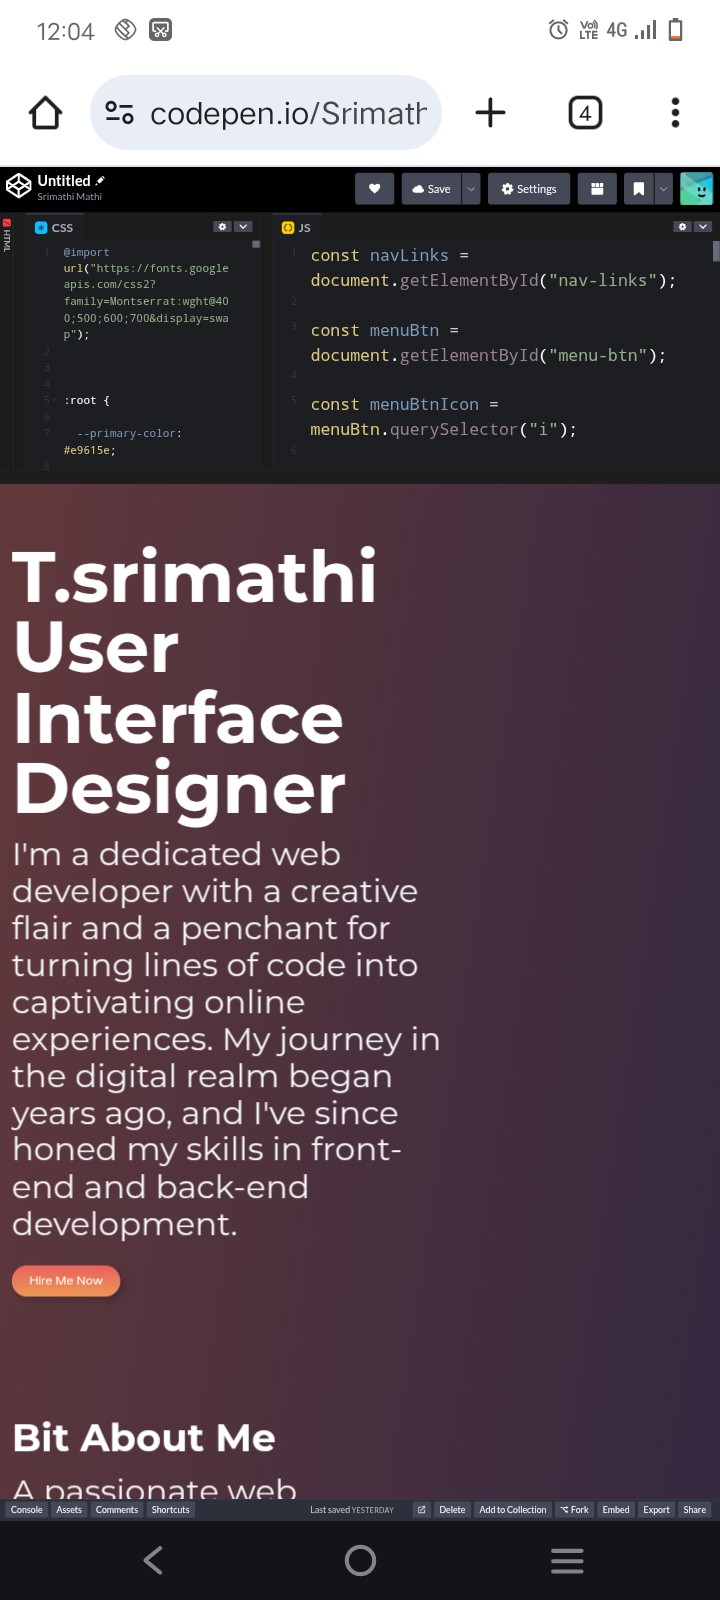 12:04
Vo)) LTE 4G
codepen.io/Srimath
4
Untitled
Srimathi Mathi
Save
Settings
HTML
CSS
JS
1 @import
url("https://fonts.google
apis.com/css2?
family=Montserrat:wght@40
0;500;600;700&display=swa
p");
2
3
4
5 :root {
6
7 --primary-color:
#e9615e;
8
1 const navLinks =
document.getElementById("nav-links");
2
3 const menuBtn =
document.getElementById("menu-btn");
4
5 const menuBtnIcon =
menuBtn.querySelector("i");
6
T.srimathi
User
Interface
Designer
I'm a dedicated web
developer with a creative
flair and a penchant for
turning lines of code into
captivating online
experiences. My journey in
the digital realm began
years ago, and I've since
honed my skills in front-
end and back-end
development.
Hire Me Now
Bit About Me
A passionate web
Console Assets Comments Shortcuts Last saved YESTERDAY Delete Add to Collection Fork Embed Export Share